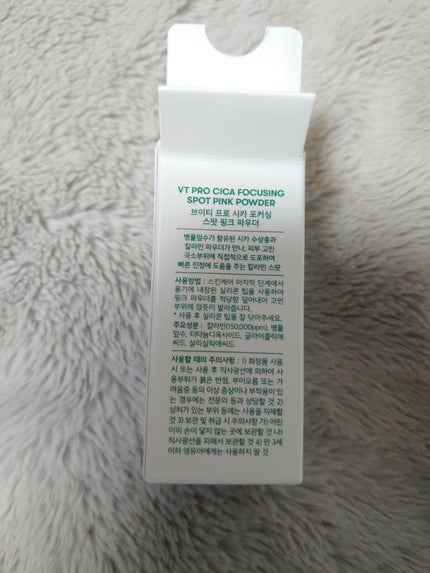 VT PRO CICA FOCUSING
SPOT PINK POWDER
브이티 프로 시카 포커싱
스팟 핑크 파우더
병풀잎수가 함유된 시카 수상층과
칼라민 파우더가 만나, 피부 고민
국소부위에 직접적으로 도포하여
빠른 진정에 도움을 주는 칼라민 스팟
사용방법 : 스킨케어 마지막 단계에서
용기에 내장된 실리콘 팁을 사용하여
핑크 파우더를 적당량 덜어내어 고민
부위에 얹듯이 발라줍니다.
* 사용 후 실리콘 팁을 잘 닦아주세요.
주요성분 : 칼라민(150,000ppm), 병풀
잎수, 티타늄디옥사이드, 글라이콜릭애
씨드, 살리실릭애씨드
사용할 때의 주의사항 : 1) 화장품 사용
시 또는 사용 후 직사광선에 의하여 사
용부위가 붉은 반점, 부어오름 또는 가
려움증 등의 이상 증상이나 부작용이 있
는 경우에는 전문의 등과 상담할 것 2)
상처가 있는 부위 등에는 사용을 자제할
것 3) 보관 및 취급 시 주의사항 가) 어린
이의 손이 닿지 않는 곳에 보관할 것 나)
직사광선을 피해서 보관할 것 4) 만 3세
이하 영유아에게는 사용하지 말 것